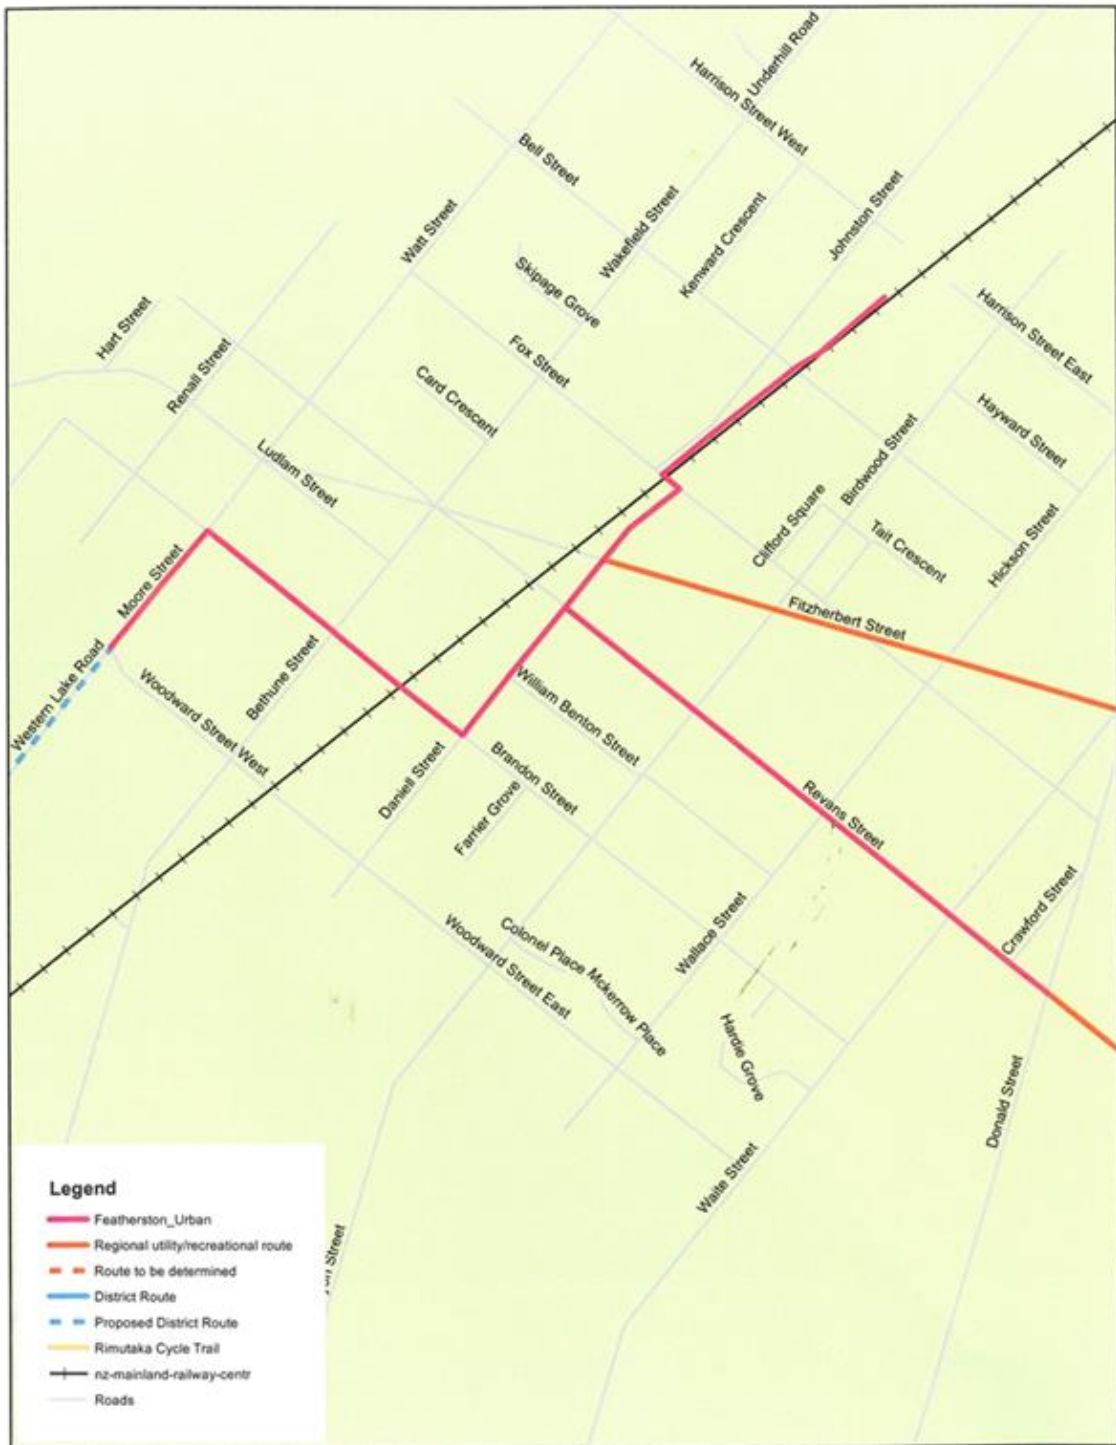 Underhill Road
Harrison Street West
Bell Street
Johnston Street
Wakefield Street
Kenward Crescent
Watt Street
Skipage Grove
Hart Street
Harrison Street East
Renall Street
Fox Street
Card Crescent
Hayward Street
Birdwood Street
Ludlam Street
Clifford Square
Tait Crescent
Hickson Street
Moore Street
Fitzherbert Street
Western Lake Road
Bethune Street
Woodward Street West
William Benton Street
Daniell Street
Brandon Street
Farrier Grove
Revans Street
Crawford Street
Wallace Street
Colonel Place
Mckerrow Place
Woodward Street East
Hardie Grove
Donald Street
Waite Street
Street
Legend
Featherston_Urban
Regional utility/recreational route
Route to be determined
District Route
Proposed District Route
Rimutaka Cycle Trail
nz-mainland-railway-centr
Roads